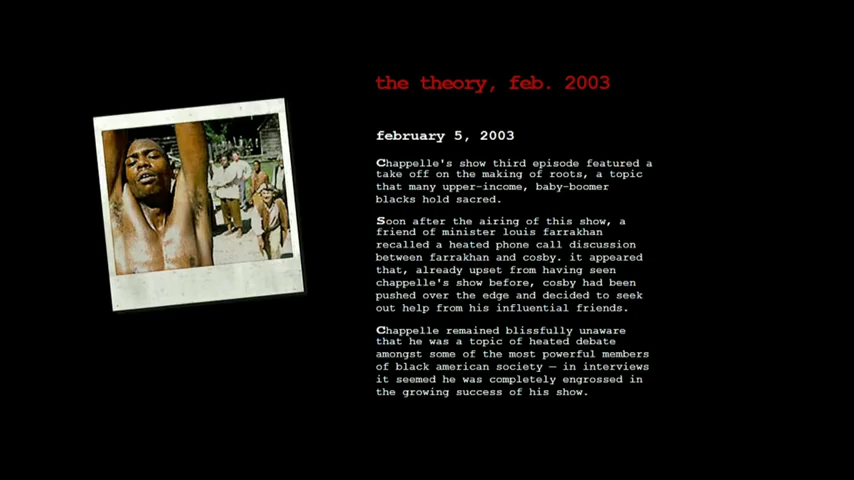 the theory, feb. 2003
february 5, 2003
Chappelle's show third episode featured a
take off on the making of roots, a topic
that many upper-income, baby-boomer
blacks hold sacred.
Soon after the airing of this show, a
friend of minister louis farrakhan
recalled a heated phone call discussion
between farrakhan and cosby. it appeared
that, already upset from having seen
chappelle's show before, cosby had been
pushed over the edge and decided to seek
out help from his influential friends.
Chappelle remained blissfully unaware
that he was a topic of heated debate
amongst some of the most powerful members
of black american society — in interviews
it seemed he was completely engrossed in
the growing success of his show.